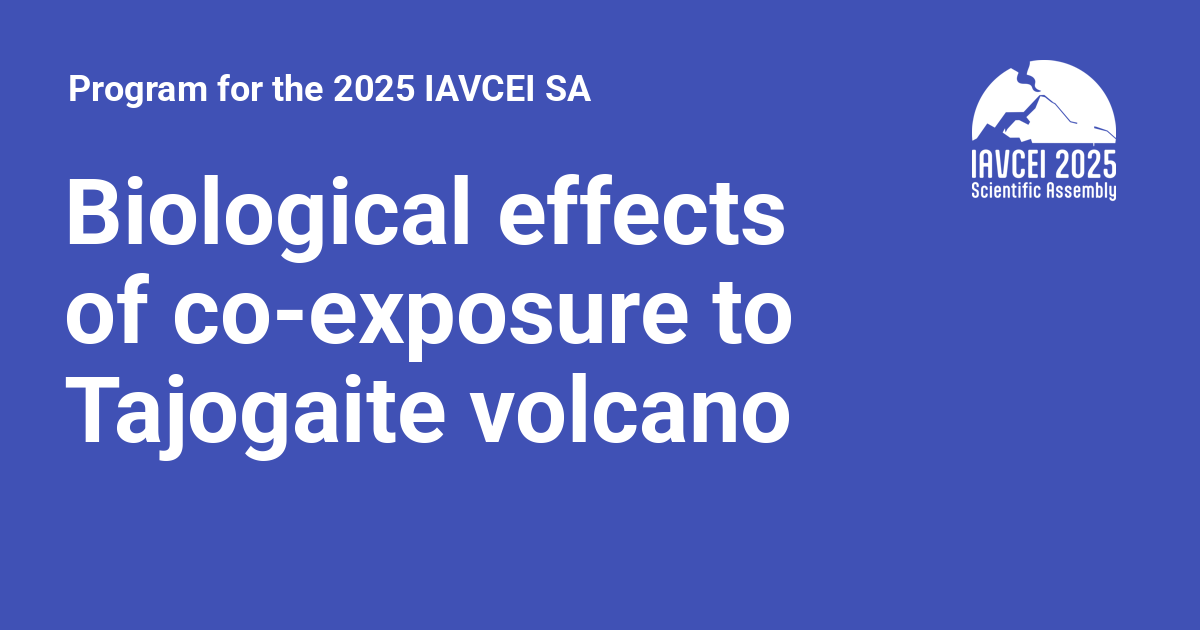 Program for the 2025 IAVCEI SA
IAVCEI 2025
Scientific Assembly
Biological effects
of co-exposure to
Tajogaite volcano